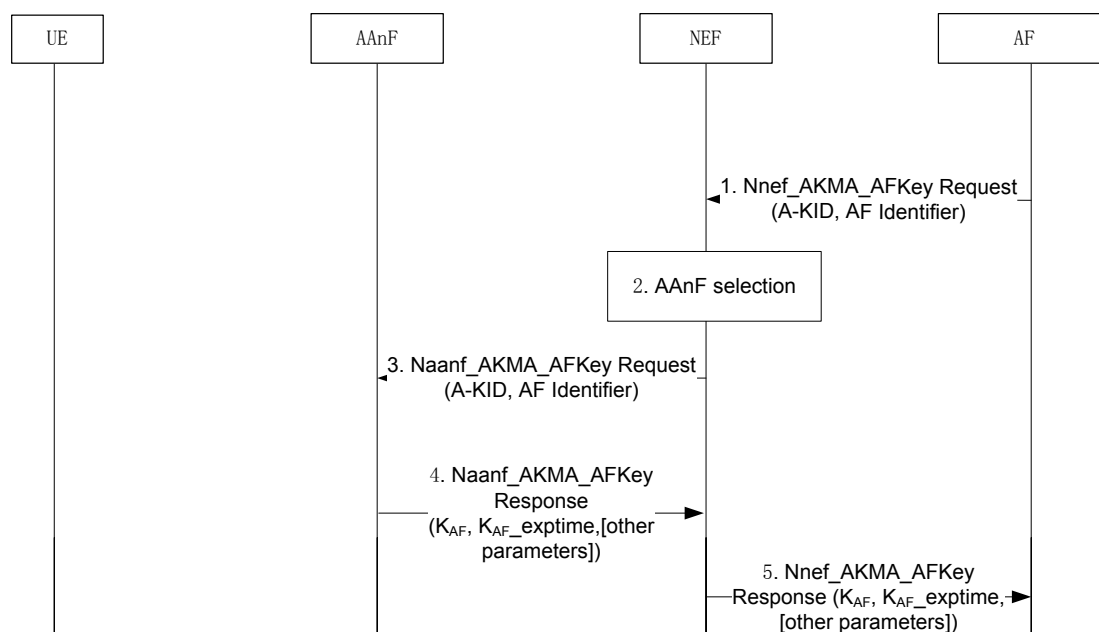 UE
AAnF
NEF
AF
1. Nnef_AKMA_AFKey Request
(A-KID, AF Identifier)
2. AAnF selection
3. Naanf_AKMA_AFKey Request
(A-KID, AF Identifier)
4. Naanf_AKMA_AFKey
Response
(KAF, KAF_exptime,[other
parameters])
5. Nnef_AKMA_AFKey
Response (KAF, KAF_exptime,
[other parameters])